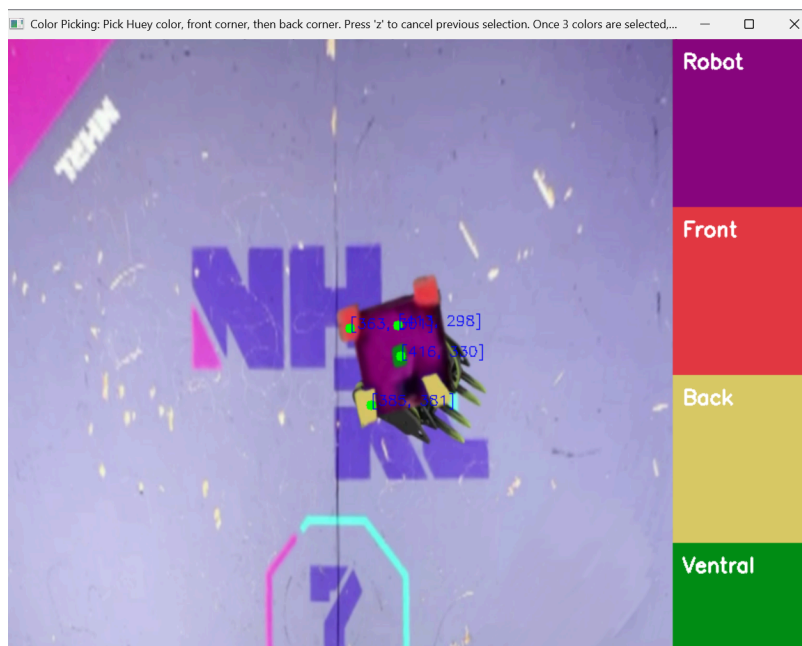 Color Picking: Pick Huey color, front corner, then back corner. Press 'z' to cancel previous selection. Once 3 colors are selected,...
Robot
Front
Back
Ventral
NHRL
NH
RL
298]
[416, 330]
?